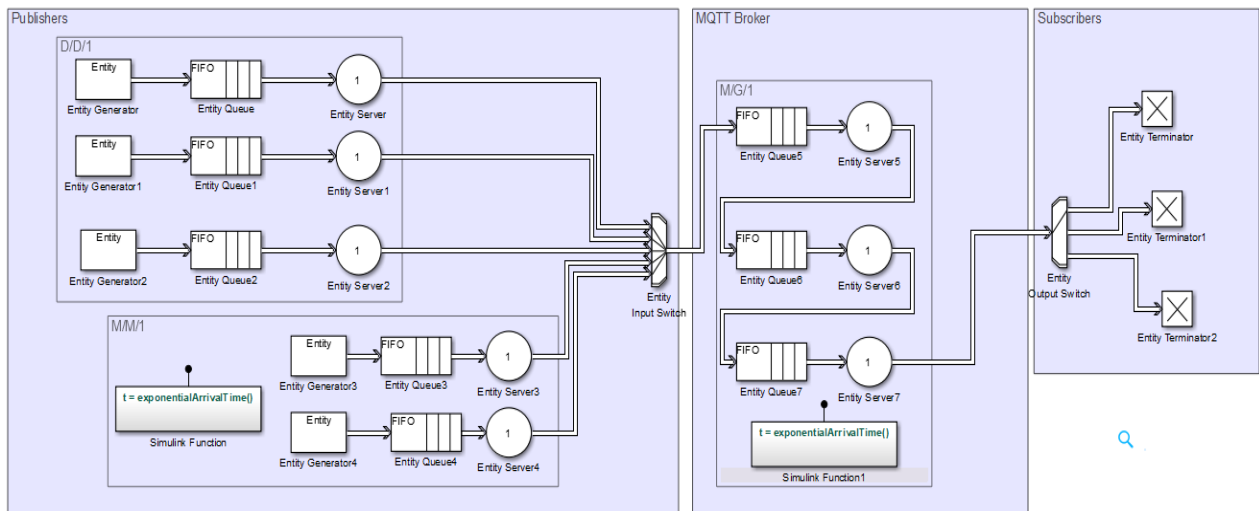 Publishers
D/D/1
Entity
Entity Generator
FIFO
Entity Queue
1
Entity Server
Entity
Entity Generator1
FIFO
Entity Queue1
1
Entity Server1
Entity
Entity Generator2
FIFO
Entity Queue2
1
Entity Server2
M/M/1
t = exponentialArrivalTime()
Simulink Function
Entity
Entity Generator3
FIFO
Entity Queue3
1
Entity Server3
Entity
Entity Generator4
FIFO
Entity Queue4
1
Entity Server4
Entity
Input Switch
MQTT Broker
M/G/1
FIFO
Entity Queue5
1
Entity Server5
FIFO
Entity Queue6
1
Entity Server6
FIFO
Entity Queue7
1
Entity Server7
t = exponentialArrivalTime()
Simulink Function1
Subscribers
Entity
Output Switch
Entity Terminator
Entity Terminator1
Entity Terminator2